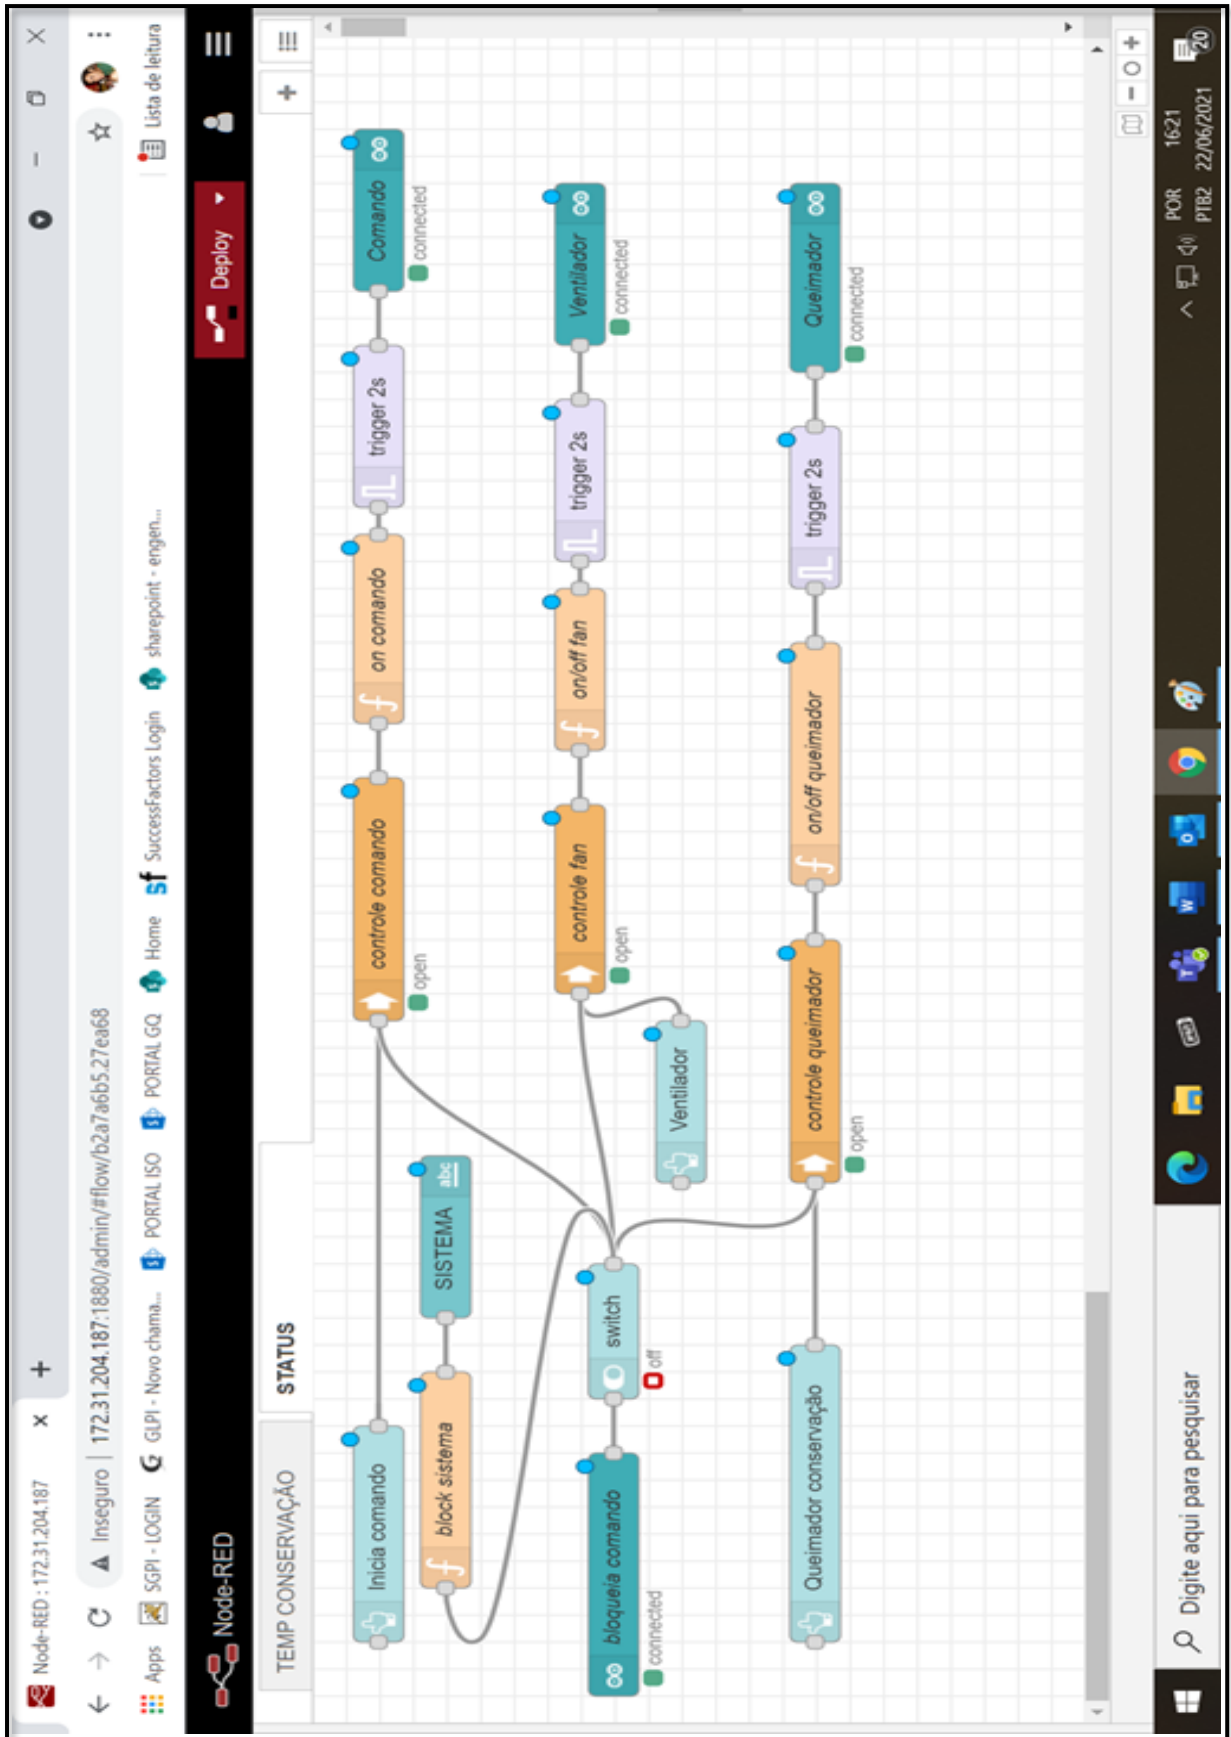 Node-RED : 172.31.204.187
Inseguro | 172.31.204.187:1880/admin/#flow/b2a7a6b5.27ea68
Apps SGPI - LOGIN GLPI - Novo chama... PORTAL ISO PORTAL GQ Home SuccessFactors Login sharepoint - engen... Lista de leitura
Node-RED Deploy
TEMP CONSERVAÇÃO STATUS
Inicia comando controle comando on comando trigger 2s Comando
open connected
block sistema SISTEMA abc
controle fan on/off fan trigger 2s Ventilador
open connected
bloqueia comando switch
connected off
Ventilador
Queimador conservação controle queimador on/off queimador trigger 2s Queimador
open connected
Digite aqui para pesquisar
POR 16:21
PTB2 22/06/2021
20